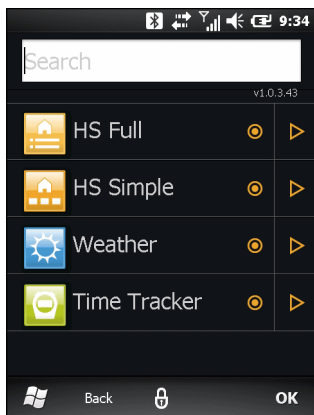 9:34
Search
v1.0.3.43
HS Full
HS Simple
Weather
Time Tracker
Back OK